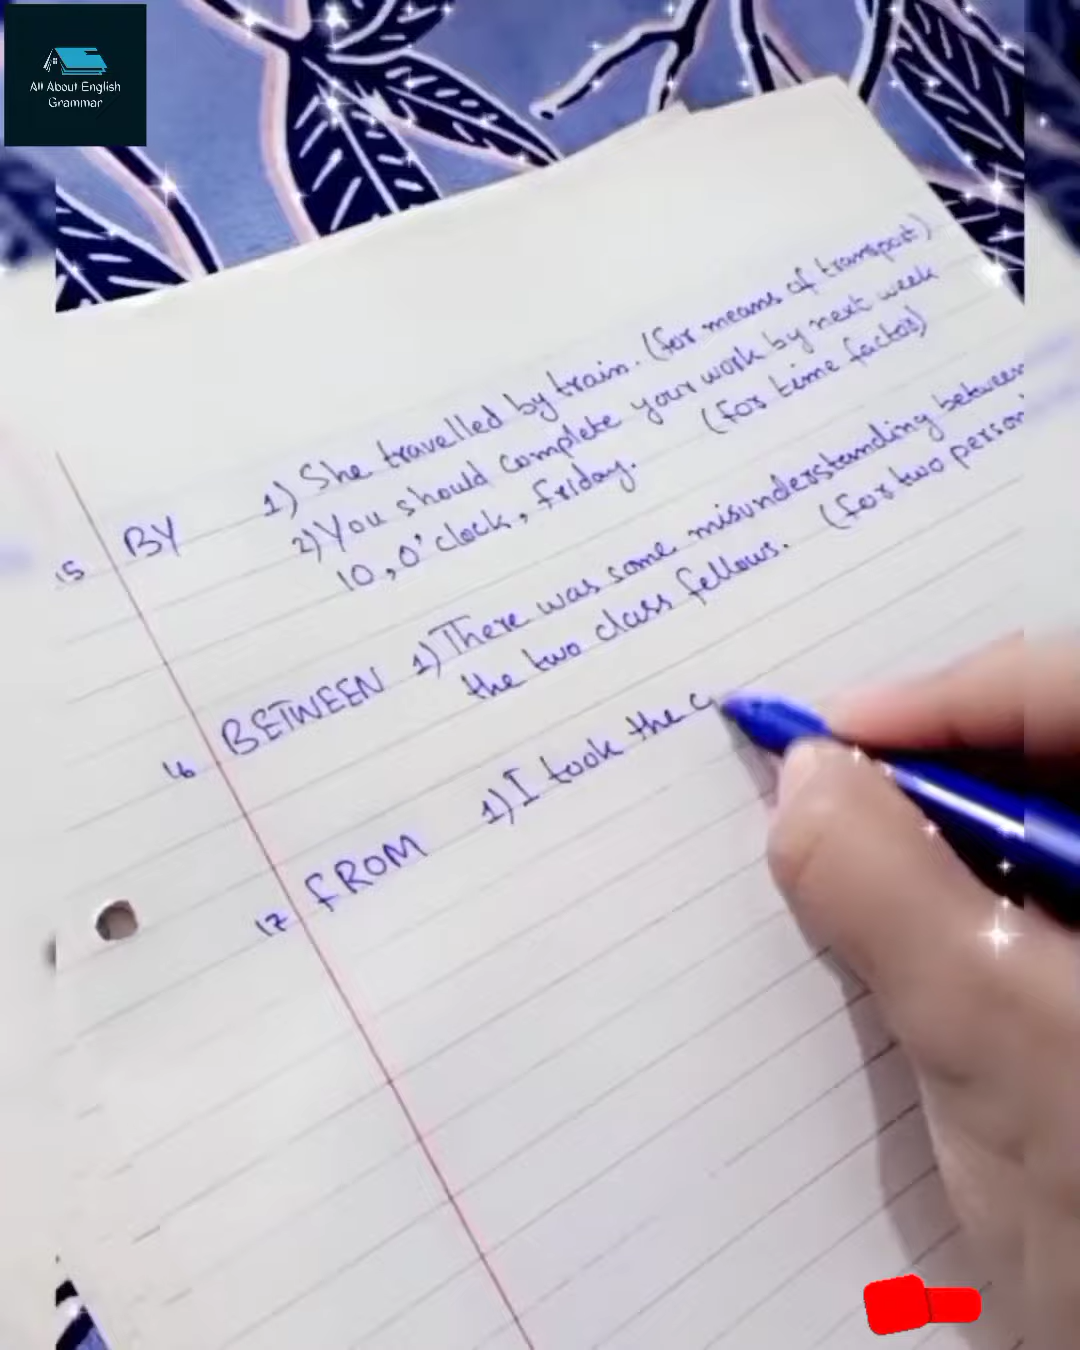 All About English
Grammar
15 BY 1) She travelled by train. (for means of transport)
2) You should complete your work by next week
10, O'clock, friday. (for time factor)
16 BETWEEN 1) There was some misunderstanding between
the two class fellows. (for two person
17 fROM 1) I took the